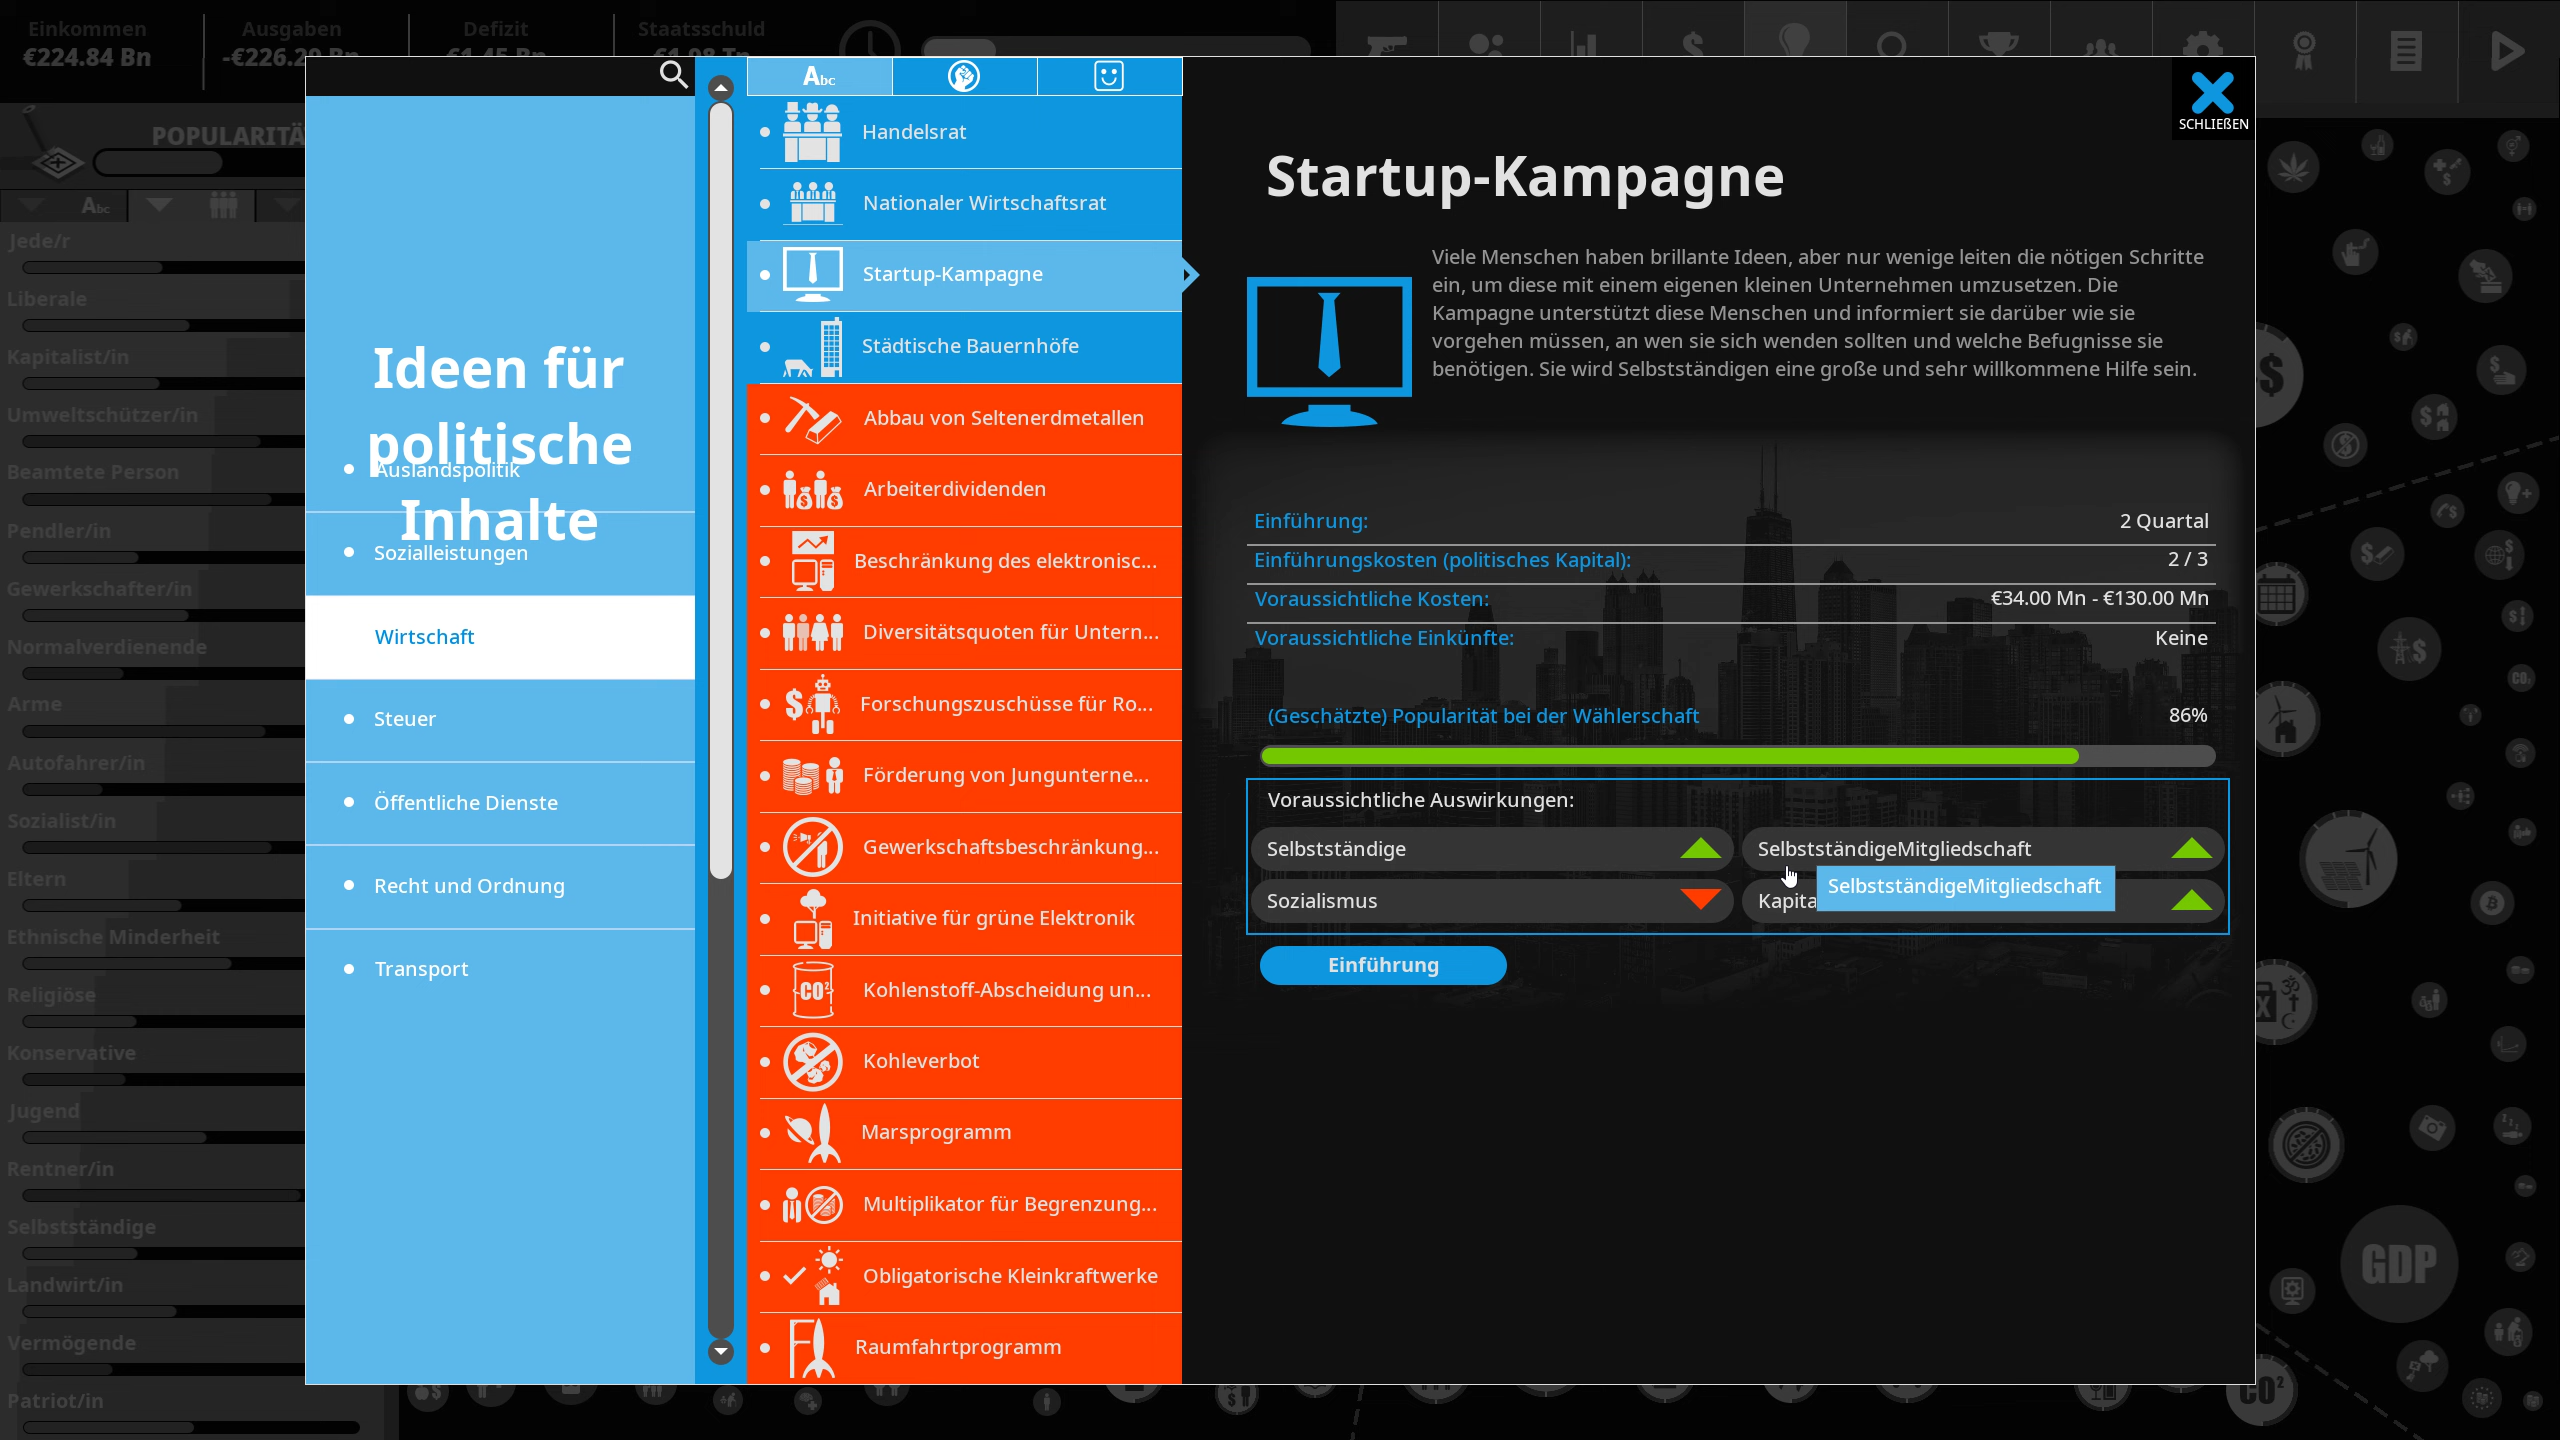 Einkommen
€224.84 Bn
Ausgaben
Defizit
Staatsschuld
POPULARITÄ
Abc
Jede/r
Liberale
Kapitalist/in
Umweltschützer/in
Beamtete Person
Pendler/in
Gewerkschafter/in
Normalverdienende
Arme
Autofahrer/in
Sozialist/in
Eltern
Ethnische Minderheit
Religiöse
Konservative
Jugend
Rentner/in
Selbstständige
Landwirt/in
Vermögende
Patriot/in
Ideen für
politische
Inhalte
Auslandspolitik
Sozialleistungen
Wirtschaft
Steuer
Öffentliche Dienste
Recht und Ordnung
Transport
Abc
Handelsrat
Nationaler Wirtschaftsrat
Startup-Kampagne
Städtische Bauernhöfe
Abbau von Seltenerdmetallen
Arbeiterdividenden
Beschränkung des elektronisc...
Diversitätsquoten für Untern...
Forschungszuschüsse für Ro...
Förderung von Jungunterne...
Gewerkschaftsbeschränkung...
Initiative für grüne Elektronik
CO²
Kohlenstoff-Abscheidung un...
Kohleverbot
Marsprogramm
Multiplikator für Begrenzung...
Obligatorische Kleinkraftwerke
Raumfahrtprogramm
SCHLIEẞEN
Startup-Kampagne
Viele Menschen haben brillante Ideen, aber nur wenige leiten die nötigen Schritte
ein, um diese mit einem eigenen kleinen Unternehmen umzusetzen. Die
Kampagne unterstützt diese Menschen und informiert sie darüber wie sie
vorgehen müssen, an wen sie sich wenden sollten und welche Befugnisse sie
benötigen. Sie wird Selbstständigen eine große und sehr willkommene Hilfe sein.
Einführung: 2 Quartal
Einführungskosten (politisches Kapital): 2 / 3
Voraussichtliche Kosten: €34.00 Mn - €130.00 Mn
Voraussichtliche Einkünfte: Keine
(Geschätzte) Popularität bei der Wählerschaft 86%
Voraussichtliche Auswirkungen:
Selbstständige
SelbstständigeMitgliedschaft
SelbstständigeMitgliedschaft
Sozialismus
Kapita
Einführung
GDP
CO²